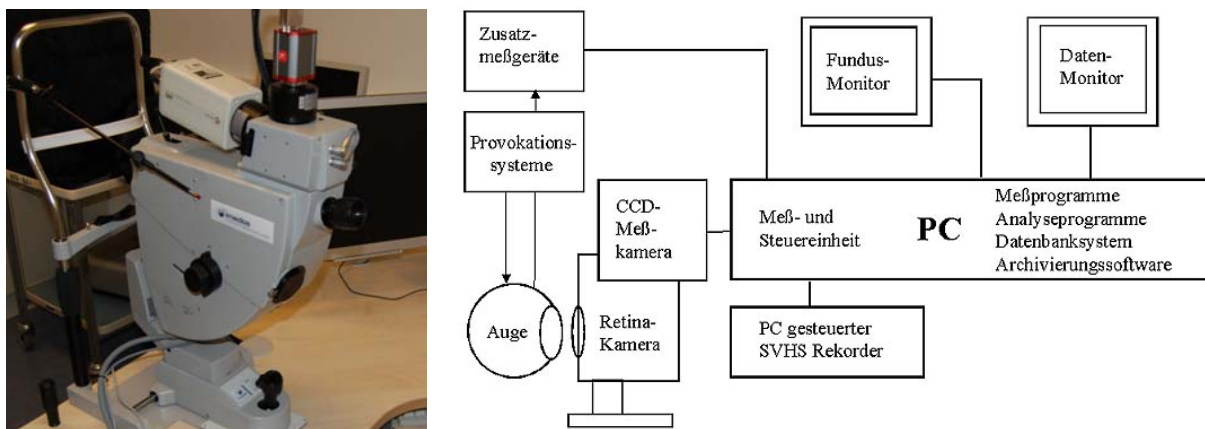 imedos
Zusatz-
meßgeräte
Provokations-
systeme
Auge
CCD-
Meß-
kamera
Retina-
Kamera
Fundus-
Monitor
Daten-
Monitor
Meß- und
Steuereinheit
PC
Meßprogramme
Analyseprogramme
Datenbanksystem
Archivierungssoftware
PC gesteuerter
SVHS Rekorder